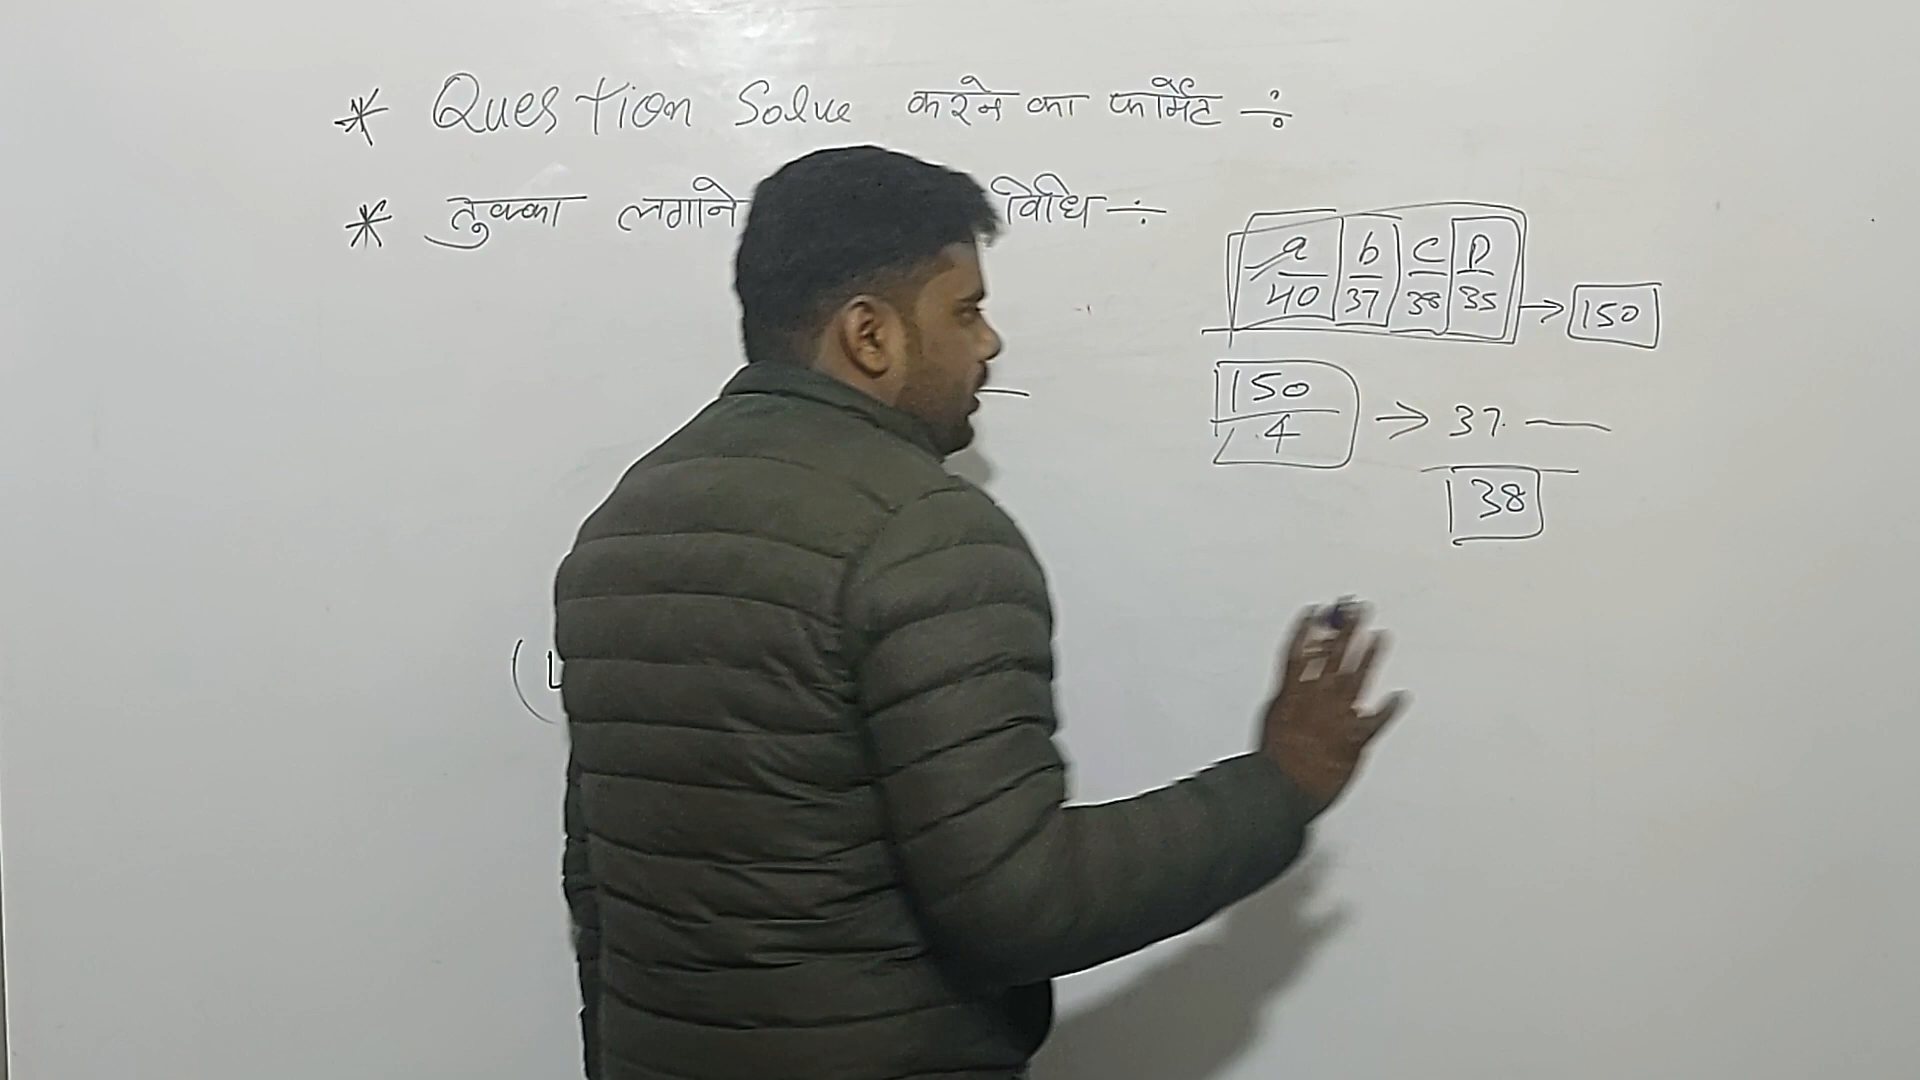 * Question Solve करने का फार्मेट ÷
* तुक्का लगाने विधि ÷
a b C D
40 37 38 35 → 150
150/4 → 37. —
38
(